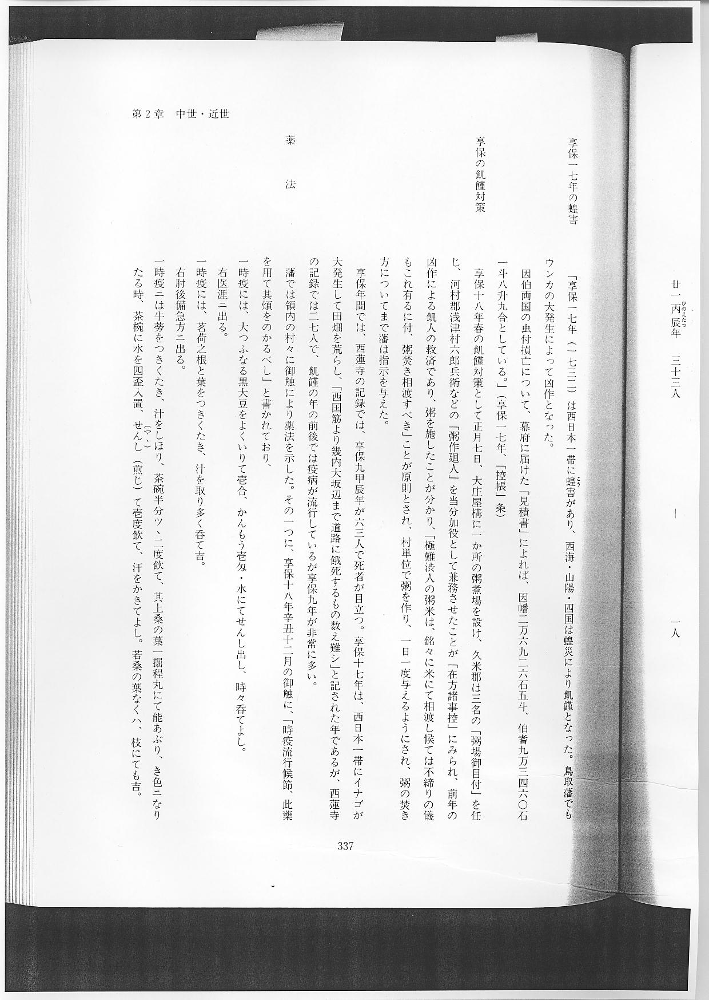 廿一丙辰年　三十三人　―　一人
ひのえたつ
第2章　中世・近世
享保一七年の蝗害
「享保一七年（一七三二）は西日本一帯に蝗害があり、西海・山陽・四国は蝗災により飢饉となった。鳥取藩でも
こう
ウンカの大発生によって凶作となった。
因伯両国の虫付損亡について、幕府に届けた「見積書」によれば、因幡二万六九二六石五斗、伯耆九万三四六〇石
一斗八升九合としている。」（享保一七年、「控帳」条）
享保の飢饉対策
享保十八年春の飢饉対策として正月七日、大庄屋構に一か所の粥煮場を設け、久米郡は三名の「粥場御目付」を任
じ、河村郡浅津村六郎兵衛などの「粥作廻人」を当分加役として兼務させたことが「在方諸事控」にみられ、前年の
凶作による飢人の救済であり、粥を施したことが分かり、「極難渋人の粥米は、銘々に米にて相渡し候ては不締りの儀
もこれ有るに付、粥焚き相渡すべき」ことが原則とされ、村単位で粥を作り、一日一度与えるようにされ、粥の焚き
方についてまで藩は指示を与えた。
享保年間では、西蓮寺の記録では、享保九甲辰年が六三人で死者が目立つ。享保十七年は、西日本一帯にイナゴが
大発生して田畑を荒らし、「西国筋より幾内大坂辺まで道路に餓死するもの数え難シ」と記された年であるが、西蓮寺
の記録では二七人で、飢饉の年の前後では疫病が流行しているが享保九年が非常に多い。
薬法
藩では領内の村々に御触により薬法を示した。その一つに、享保十八年辛丑十二月の御触に、「時疫流行候節、此薬
を用て其煩をのかるべし」と書かれており、
一時疫には、大つふなる黒大豆をよくいりて壱合、かんもう壱匁・水にてせんし出し、時々呑てよし。
右医涯ニ出る。
一時疫には、茗荷之根と葉をつきくたき、汁を取り多く呑て吉。
右肘後備急方ニ出る。
一時疫ニは牛蒡をつきくたき、汁をしほり、茶碗半分ツヽ二度飲て、其上桑の葉一掘程丸にて能あぶり、き色ニなり
（マヽ）
たる時、茶椀に水を四盃入置、せんし（煎じ）て壱度飲て、汗をかきてよし。若桑の葉なくハ、枝にても吉。
337